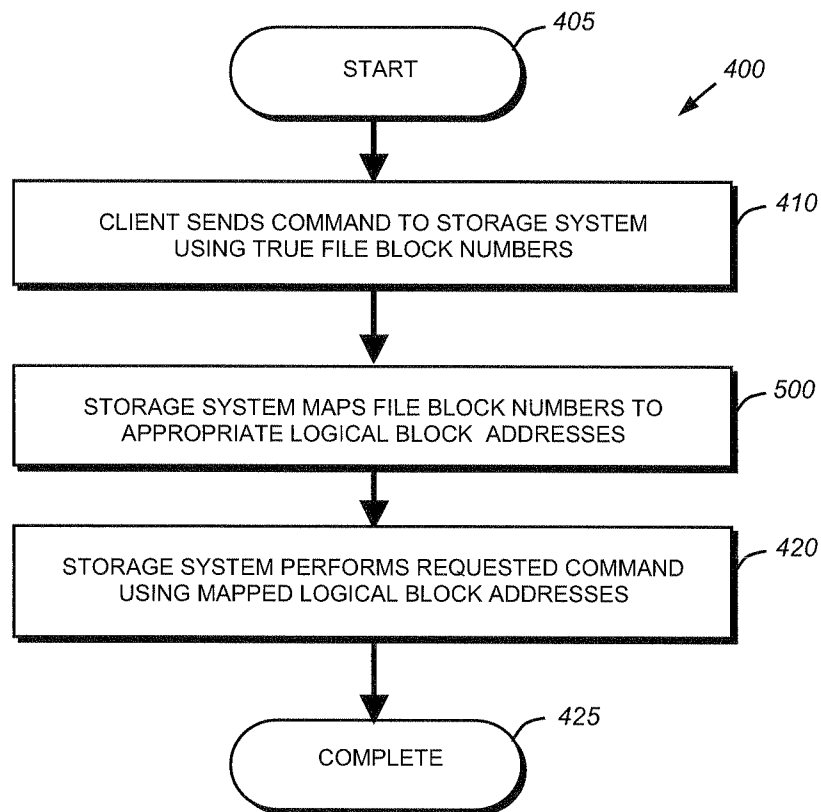 405
START
400
CLIENT SENDS COMMAND TO STORAGE SYSTEM
USING TRUE FILE BLOCK NUMBERS
410
STORAGE SYSTEM MAPS FILE BLOCK NUMBERS TO
APPROPRIATE LOGICAL BLOCK ADDRESSES
500
STORAGE SYSTEM PERFORMS REQUESTED COMMAND
USING MAPPED LOGICAL BLOCK ADDRESSES
420
425
COMPLETE